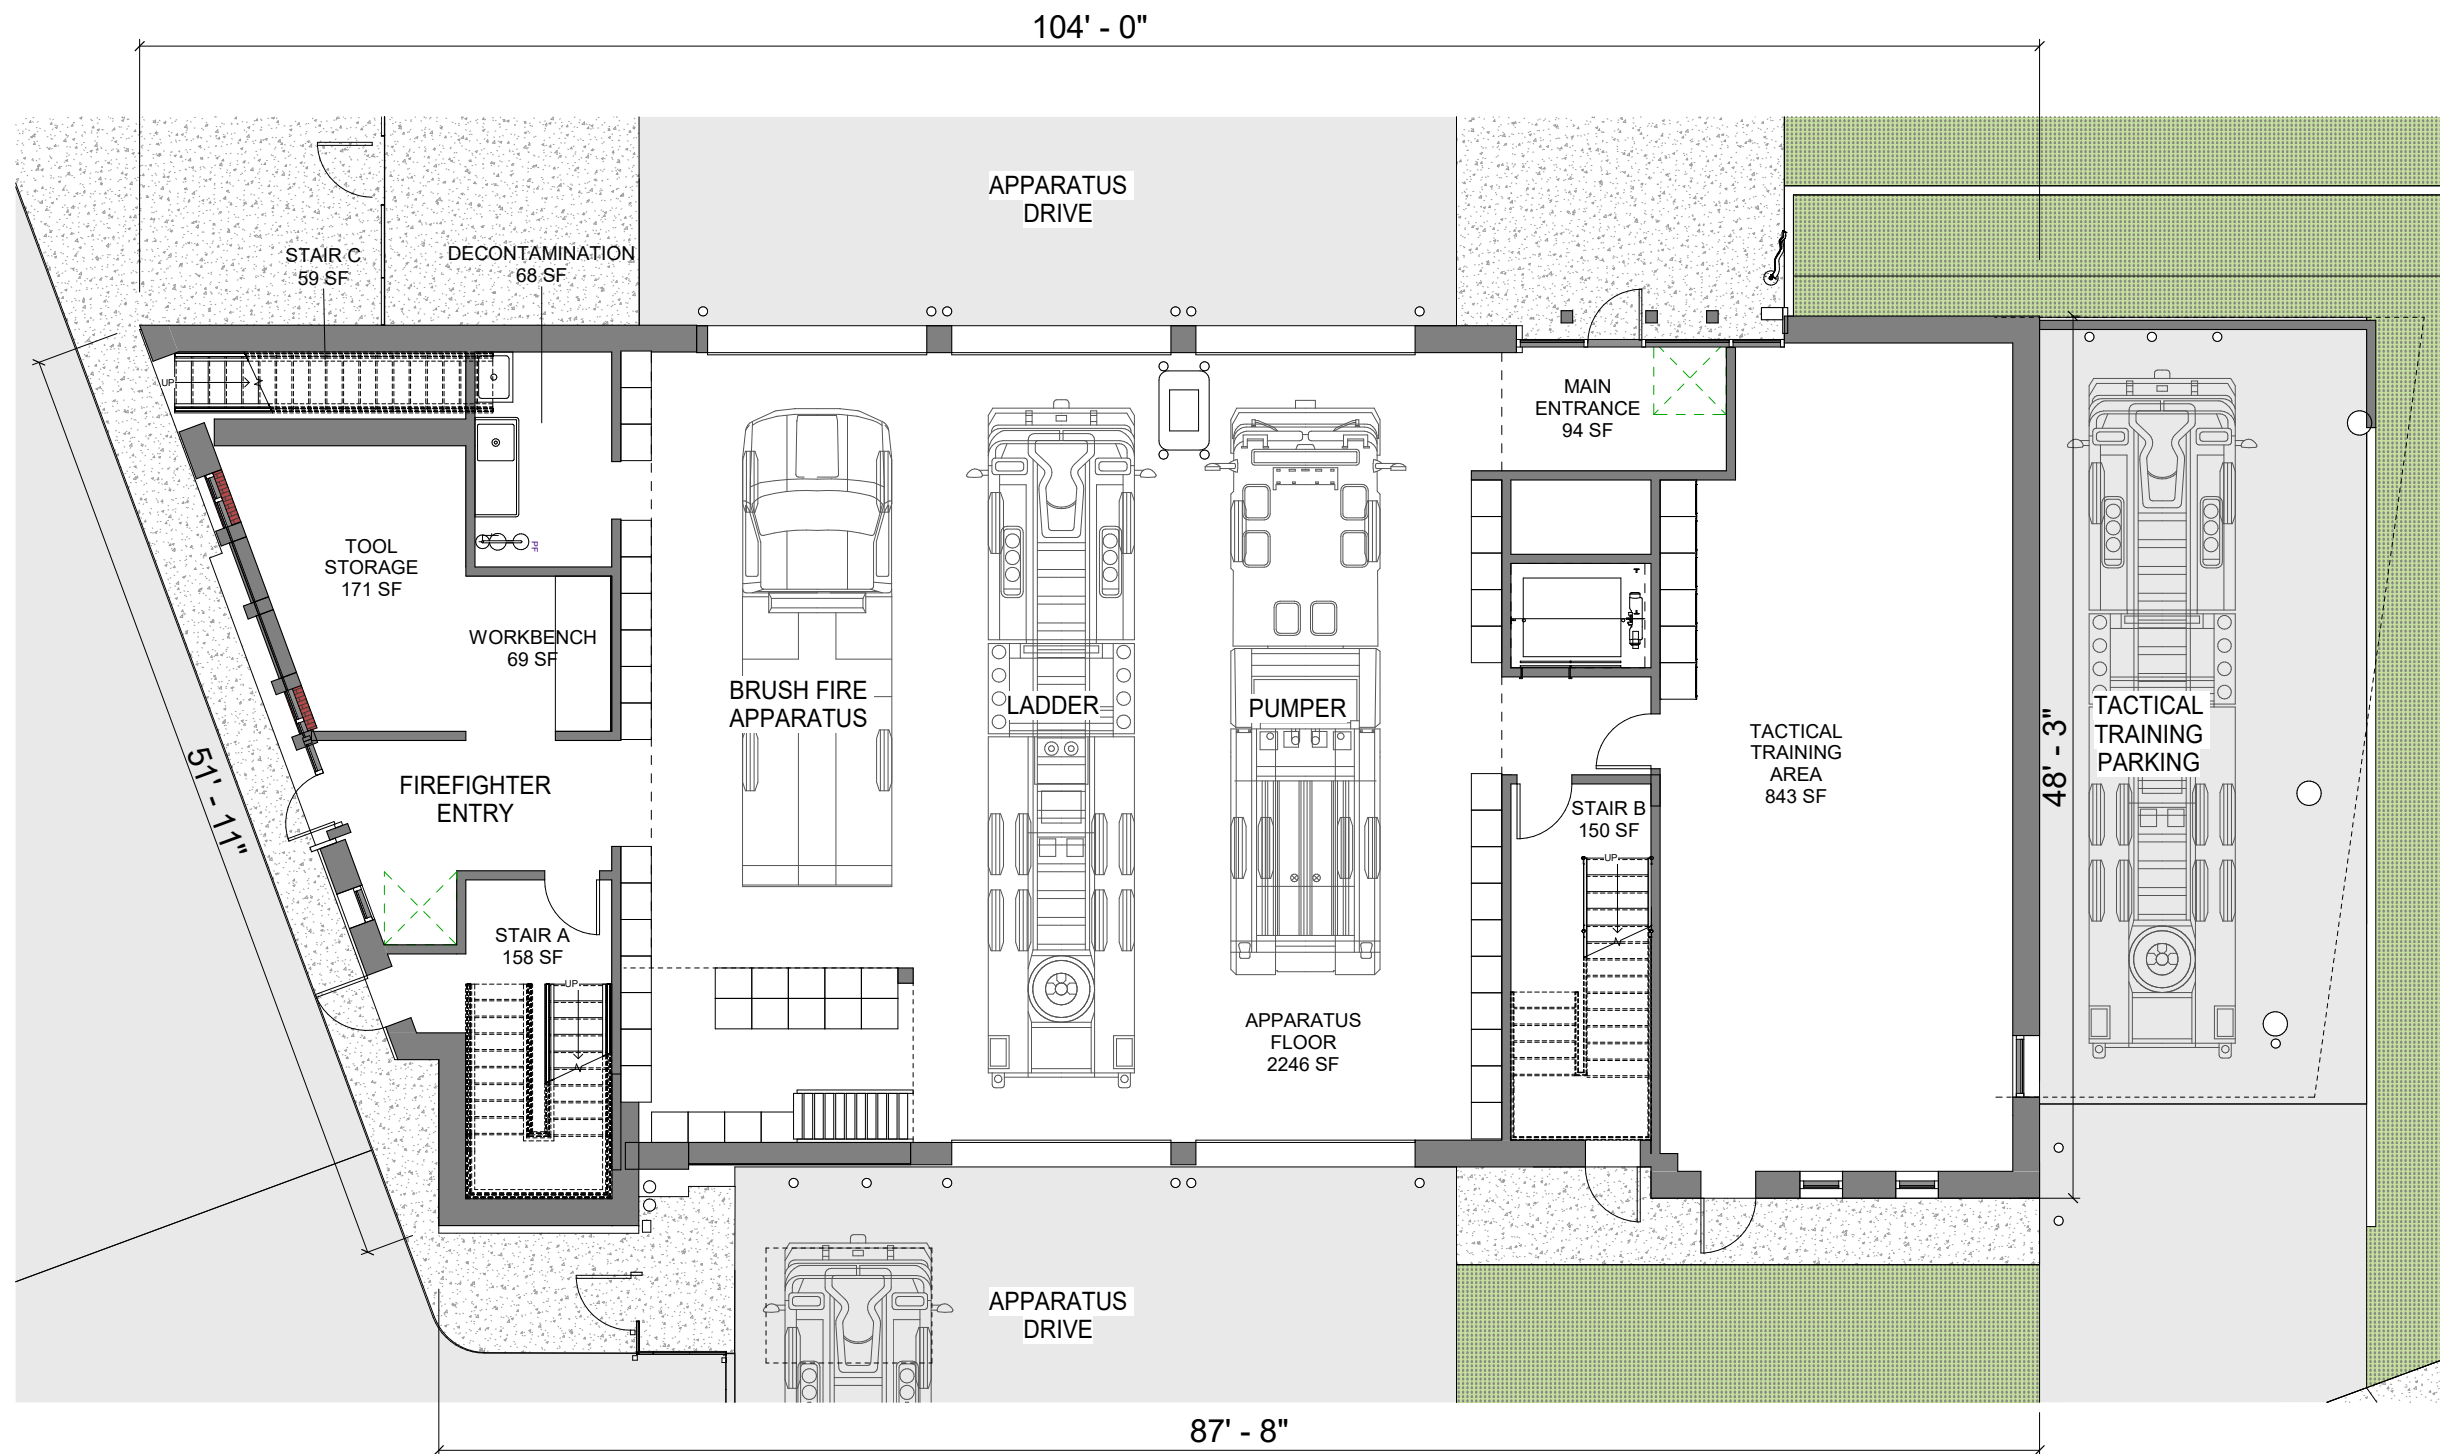 104' - 0"
APPARATUS
DRIVE
STAIR C
59 SF
DECONTAMINATION
68 SF
UP
MAIN
ENTRANCE
94 SF
TOOL
STORAGE
171 SF
PF
WORKBENCH
69 SF
BRUSH FIRE
APPARATUS
LADDER
PUMPER
TACTICAL
TRAINING
AREA
843 SF
48' - 3"
TACTICAL
TRAINING
PARKING
51' - 11"
FIREFIGHTER
ENTRY
STAIR B
150 SF
UP
STAIR A
158 SF
UP
APPARATUS
FLOOR
2246 SF
APPARATUS
DRIVE
87' - 8"